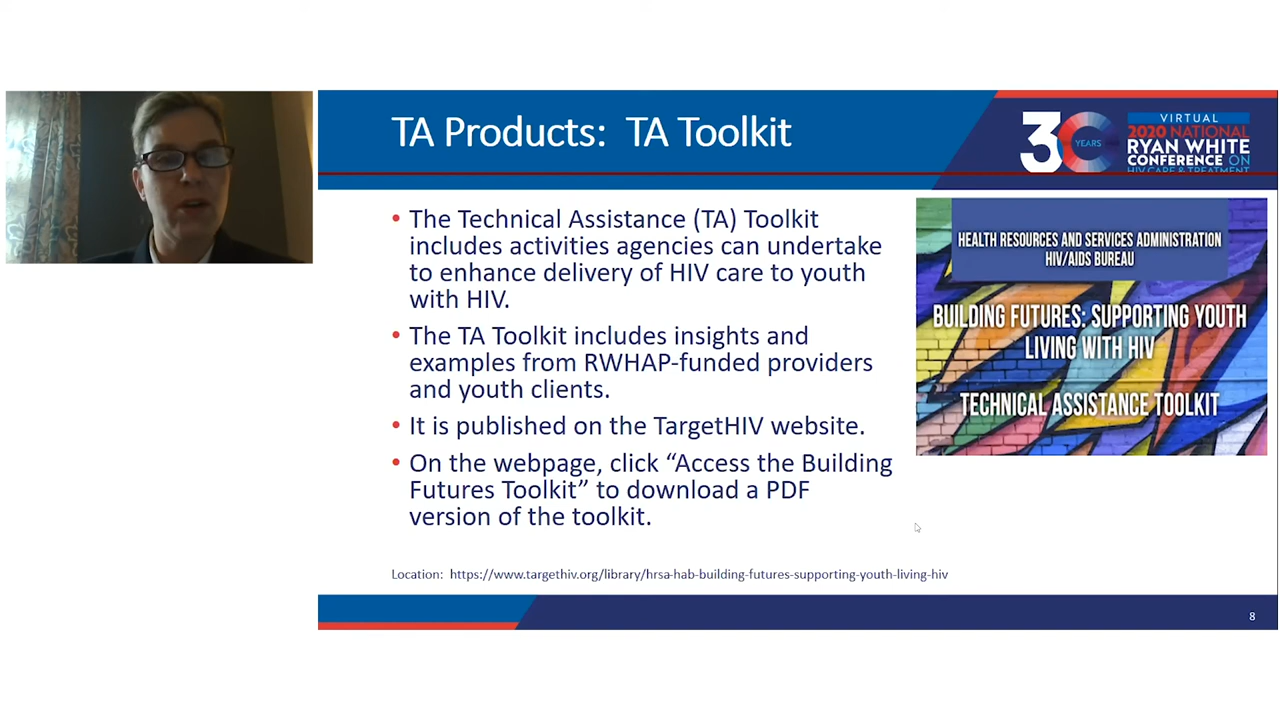 TA Products: TA Toolkit
30
YEARS
VIRTUAL
2020 NATIONAL
RYAN WHITE
CONFERENCE ON
HIV CARE & TREATMENT
• The Technical Assistance (TA) Toolkit
includes activities agencies can undertake
to enhance delivery of HIV care to youth
with HIV.
• The TA Toolkit includes insights and
examples from RWHAP-funded providers
and youth clients.
• It is published on the TargetHIV website.
• On the webpage, click “Access the Building
Futures Toolkit” to download a PDF
version of the toolkit.
HEALTH RESOURCES AND SERVICES ADMINISTRATION
HIV/AIDS BUREAU
BUILDING FUTURES: SUPPORTING YOUTH
LIVING WITH HIV
TECHNICAL ASSISTANCE TOOLKIT
Location: https://www.targethiv.org/library/hrsa-hab-building-futures-supporting-youth-living-hiv
8